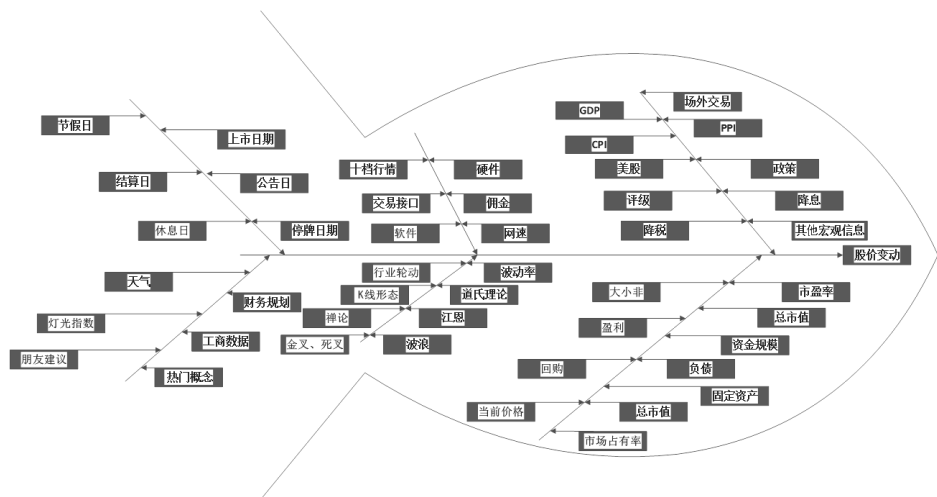 节假日
上市日期
结算日
公告日
休息日
停牌日期
十档行情
硬件
交易接口
佣金
软件
网速
场外交易
GDP
PPI
CPI
美股
政策
评级
降息
降税
其他宏观信息
股价变动
天气
财务规划
灯光指数
工商数据
朋友建议
热门概念
行业轮动
波动率
K线形态
道氏理论
禅论
江恩
金叉、死叉
波浪
大小非
市盈率
总市值
盈利
资金规模
回购
负债
固定资产
当前价格
总市值
市场占有率